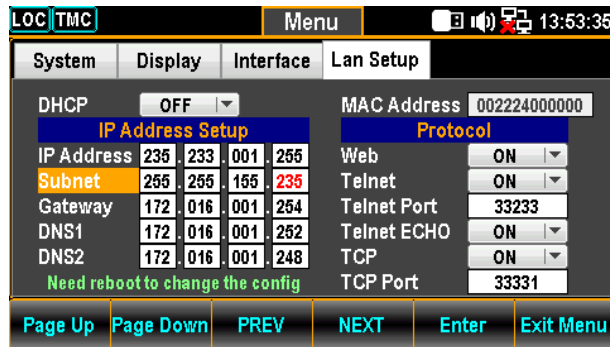 LOC TMC Menu 13:53:35
System Display Interface Lan Setup
DHCP OFF MAC Address 002224000000
IP Address Setup Protocol
IP Address 235 . 233 . 001 . 255 Web ON
Subnet 255 . 255 . 155 . 235 Telnet ON
Gateway 172 . 016 . 001 . 254 Telnet Port 33233
DNS1 172 . 016 . 001 . 252 Telnet ECHO ON
DNS2 172 . 016 . 001 . 248 TCP ON
Need reboot to change the config TCP Port 33331
Page Up Page Down PREV NEXT Enter Exit Menu